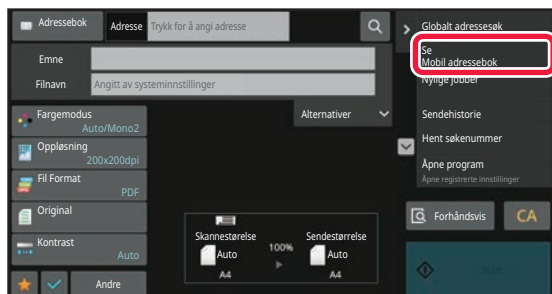 Adressebok
Adresse
Trykk for å angi adresse
Emne
Filnavn
Angitt av systeminnstillinger
Alternativer
Fargemodus
Auto/Mono2
Oppløsning
200x200dpi
Fil Format
PDF
Original
Kontrast
Auto
Andre
Skannestørelse
Auto
A4
100%
Sendestørrelse
Auto
A4
Globalt adressesøk
Se
Mobil adressebok
Nylige jobber
Sendehistorie
Hent søkenummer
Åpne program
Åpne registrerte innstillinger
Forhåndsvis
CA
Start